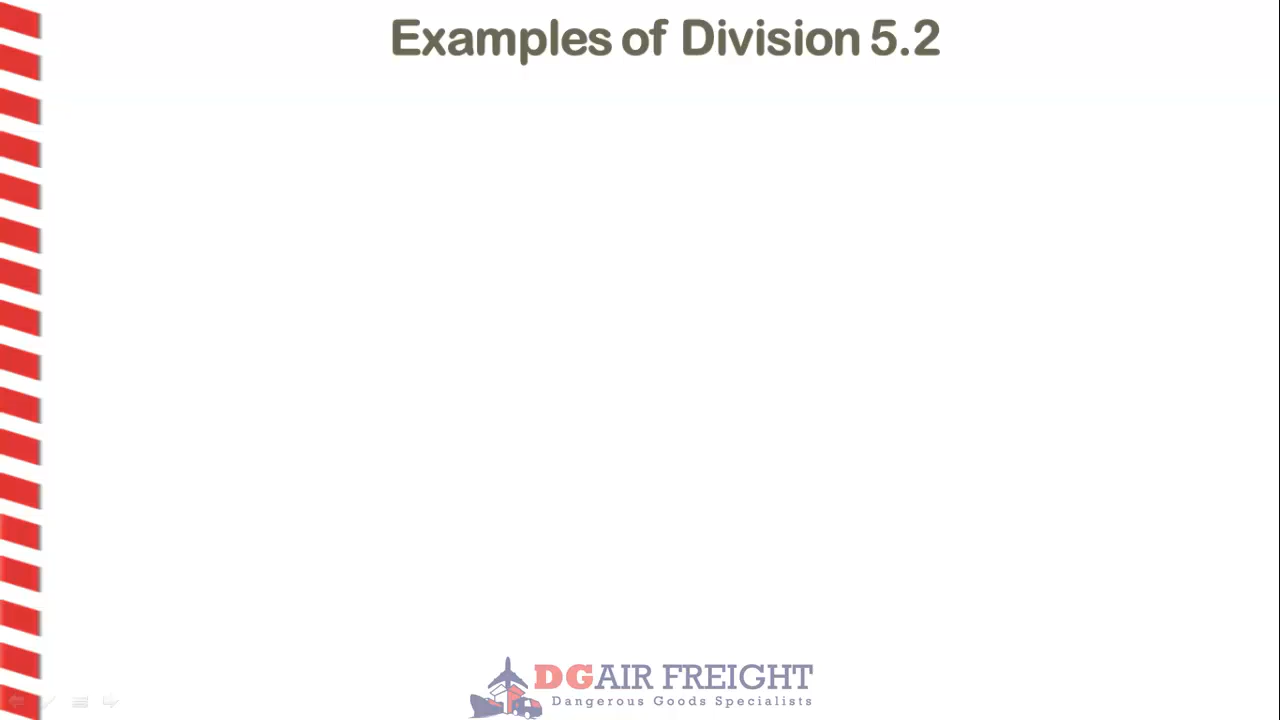 Examples of Division 5.2
DGAIR FREIGHT
Dangerous Goods Specialists